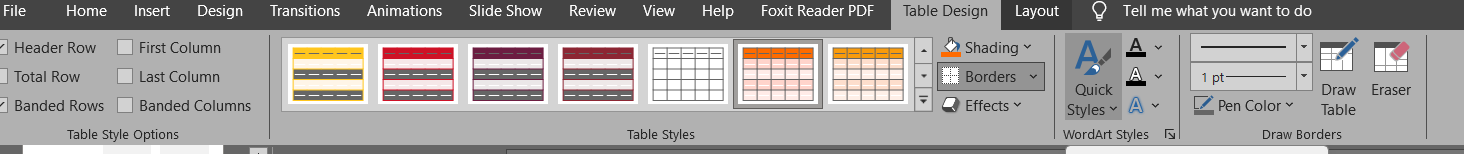 File Home Insert Design Transitions Animations Slide Show Review View Help Foxit Reader PDF Table Design Layout Tell me what you want to do
Header Row First Column
Total Row Last Column
Banded Rows Banded Columns
Table Style Options
Shading
Borders
Effects
Table Styles
A
A
A
Quick
Styles
WordArt Styles
1 pt
Pen Color
Draw
Table
Eraser
Draw Borders